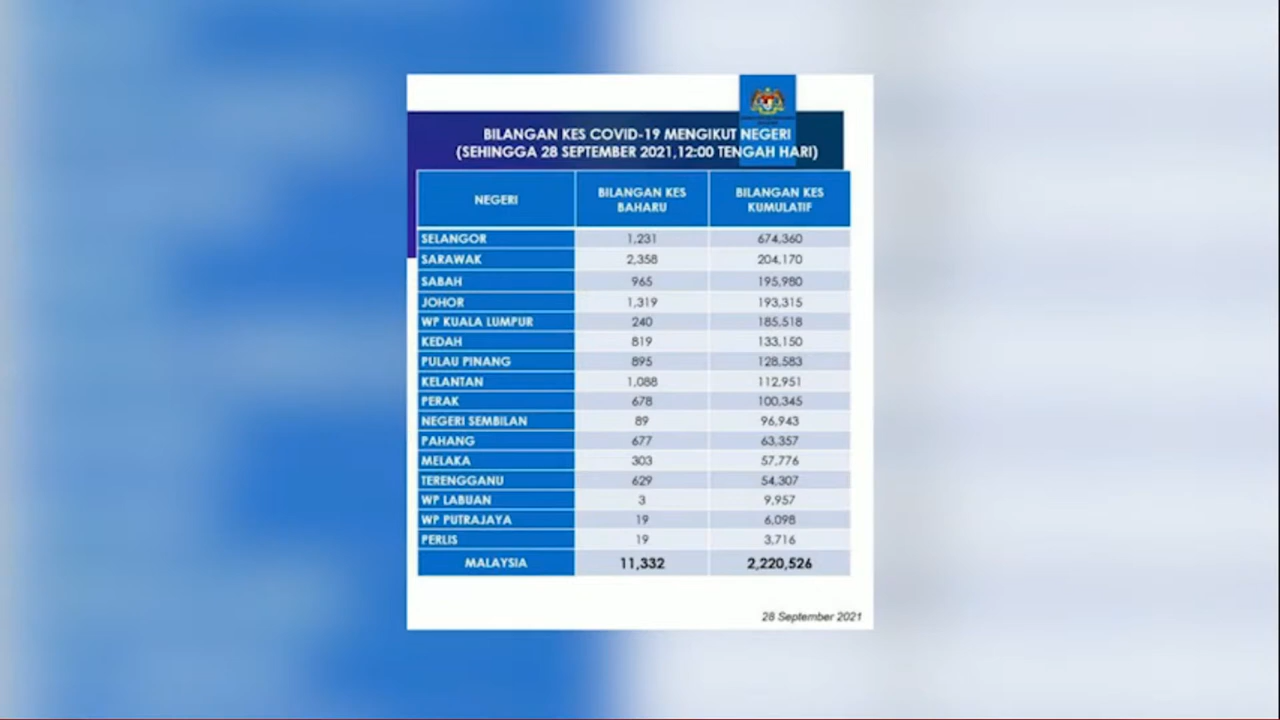 BILANGAN KES COVID-19 MENGIKUT NEGERI
(SEHINGGA 28 SEPTEMBER 2021,12:00 TENGAH HARI)
NEGERI BILANGAN KES BAHARU BILANGAN KES KUMULATIF
SELANGOR 1,231 674,360
SARAWAK 2,358 204,170
SABAH 965 195,980
JOHOR 1,319 193,315
WP KUALA LUMPUR 240 185,518
KEDAH 819 133,150
PULAU PINANG 895 128,583
KELANTAN 1,088 112,951
PERAK 678 100,345
NEGERI SEMBILAN 89 96,943
PAHANG 677 63,357
MELAKA 303 57,776
TERENGGANU 629 54,307
WP LABUAN 3 9,957
WP PUTRAJAYA 19 6,098
PERLIS 19 3,716
MALAYSIA 11,332 2,220,526
28 September 2021